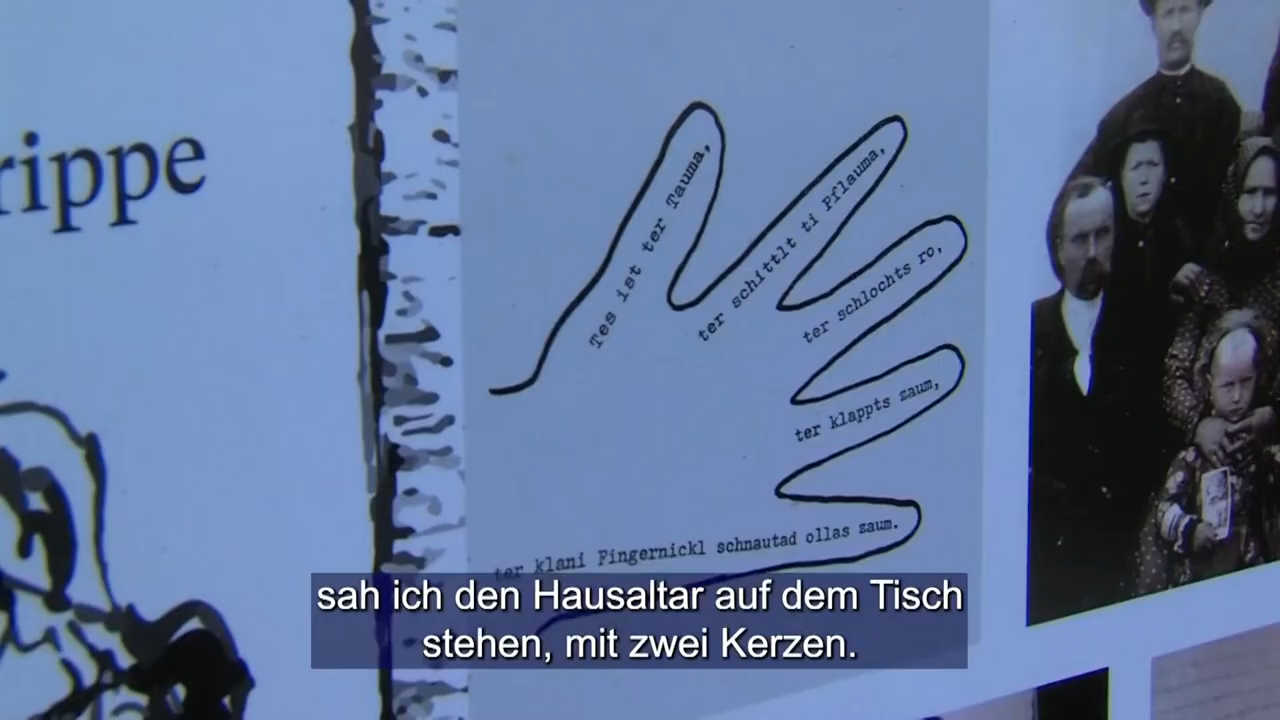 rippe
Tes ist ter Tauma,
ter schittlt ti Pflauma,
ter schlochts ro,
ter klappts zaum,
ter klani Fingernickl schnautad ollas zaum.
sah ich den Hausaltar auf dem Tisch
stehen, mit zwei Kerzen.